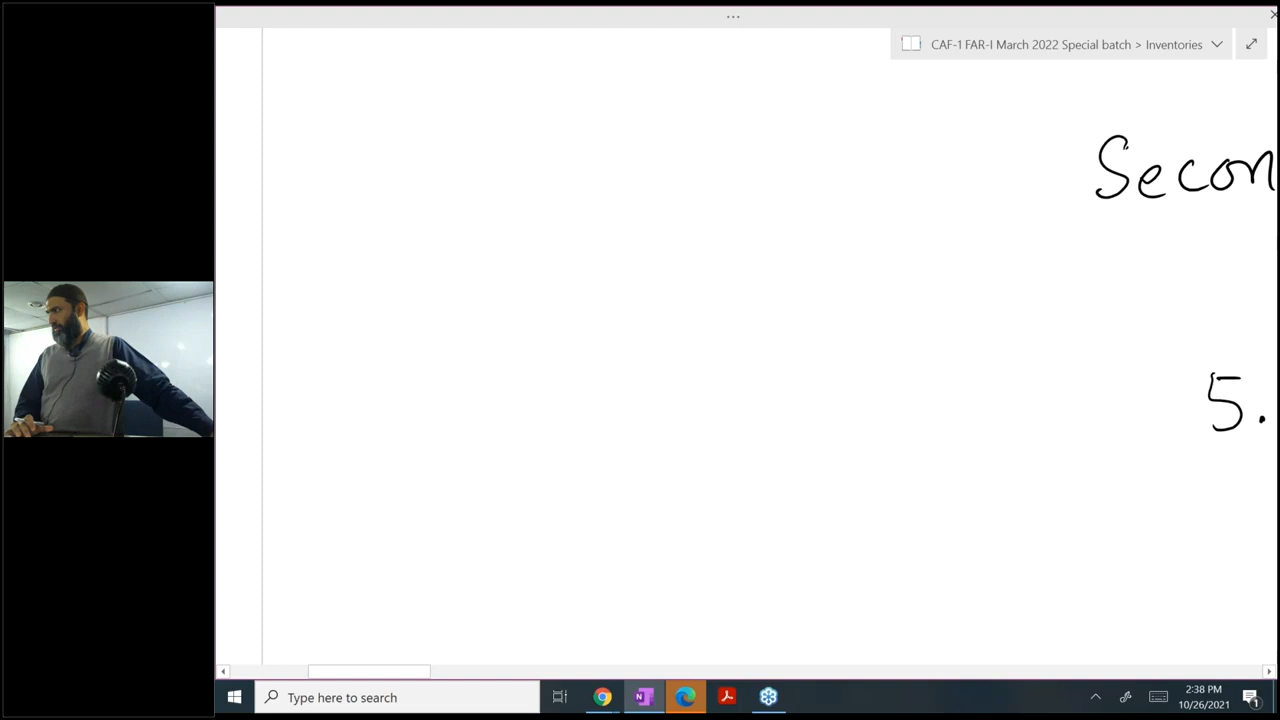 ...
CAF-1 FAR-I March 2022 Special batch > Inventories
Secon
5.
Type here to search
2:38 PM
10/26/2021
1